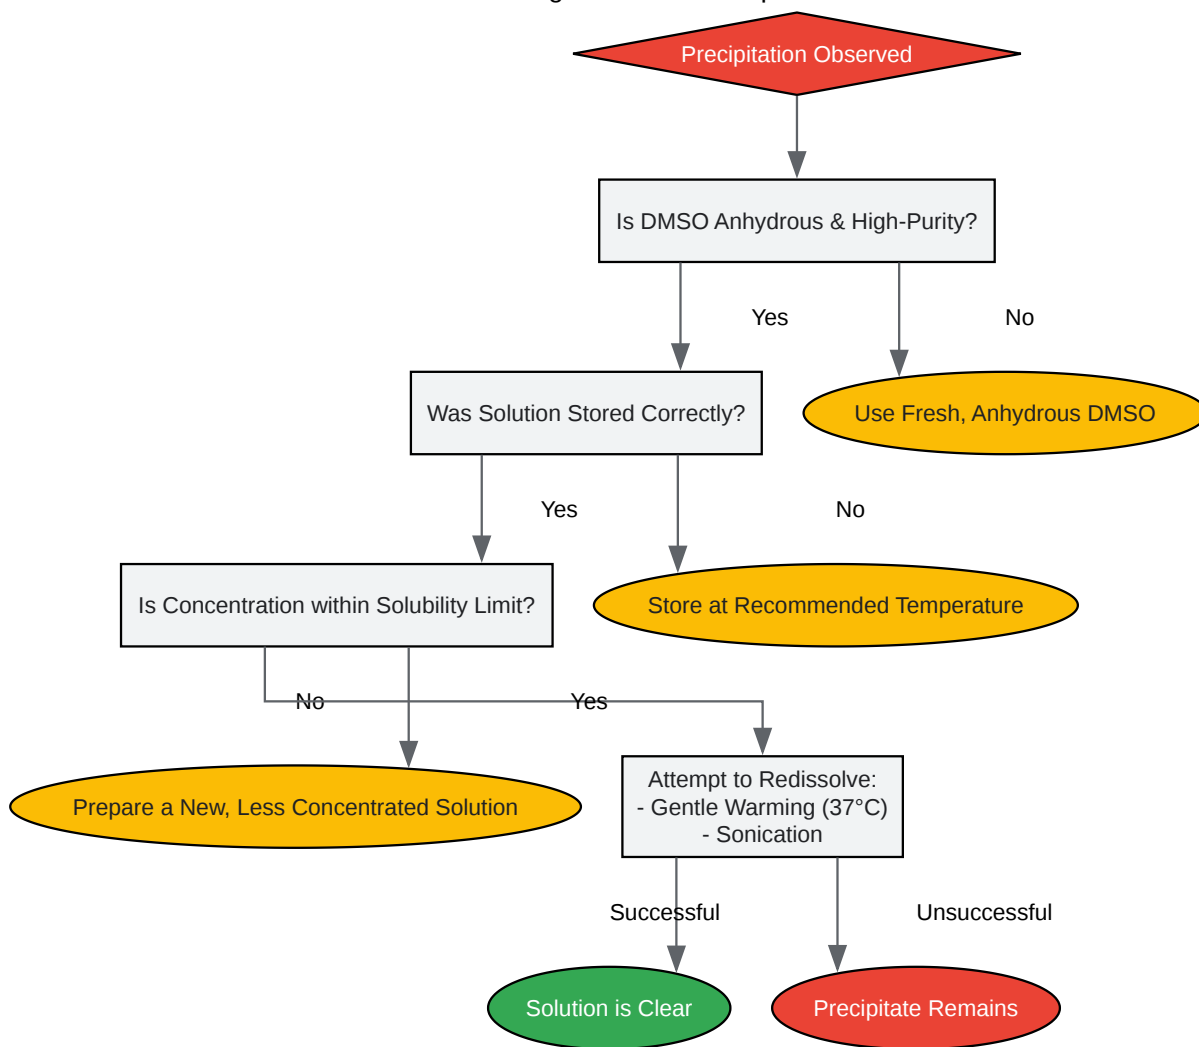 Precipitation Observed
Is DMSO Anhydrous & High-Purity?
Yes
No
Was Solution Stored Correctly?
Use Fresh, Anhydrous DMSO
Yes
No
Is Concentration within Solubility Limit?
Store at Recommended Temperature
No
Yes
Attempt to Redissolve:
- Gentle Warming (37°C)
- Sonication
Prepare a New, Less Concentrated Solution
Successful
Unsuccessful
Solution is Clear
Precipitate Remains